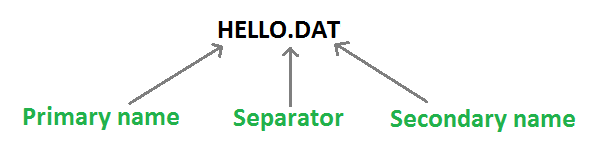 HELLO.DAT
Primary name
Separator
Secondary name